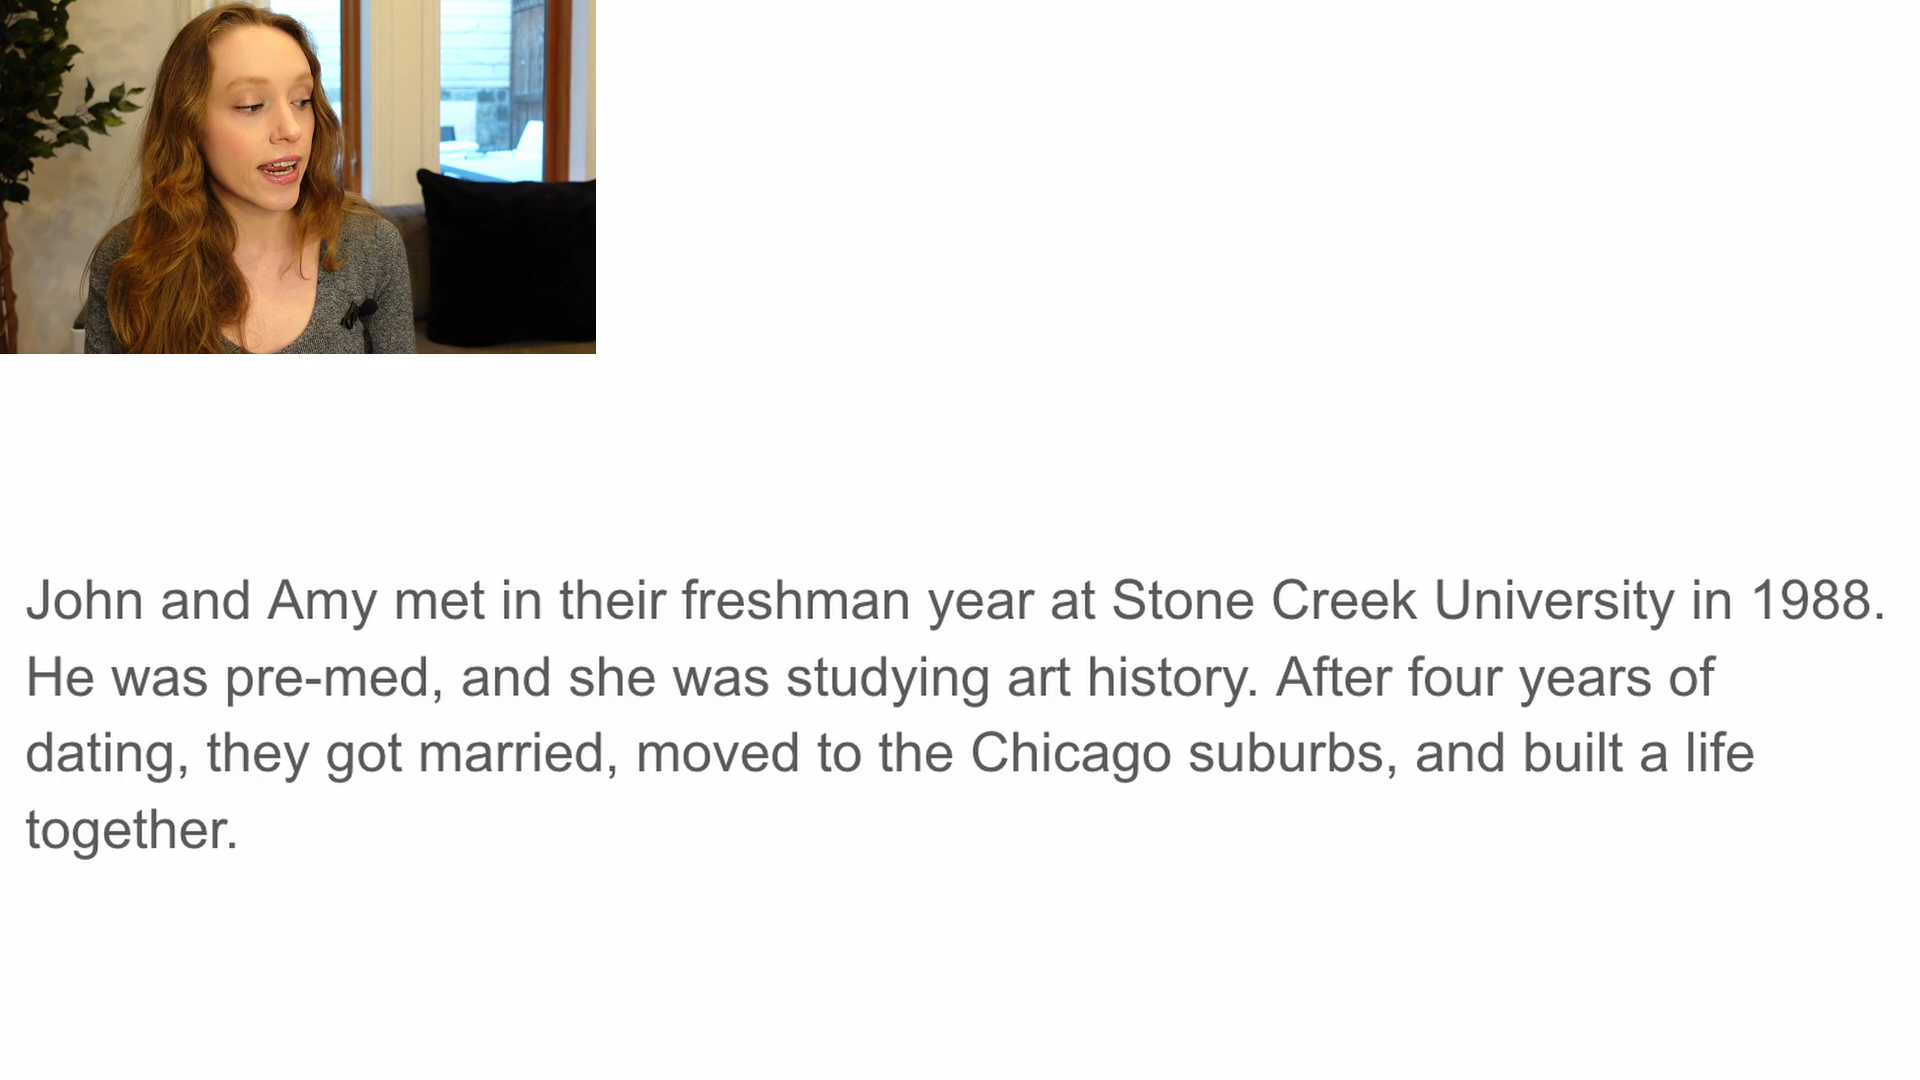 John and Amy met in their freshman year at Stone Creek University in 1988.
He was pre-med, and she was studying art history. After four years of
dating, they got married, moved to the Chicago suburbs, and built a life
together.